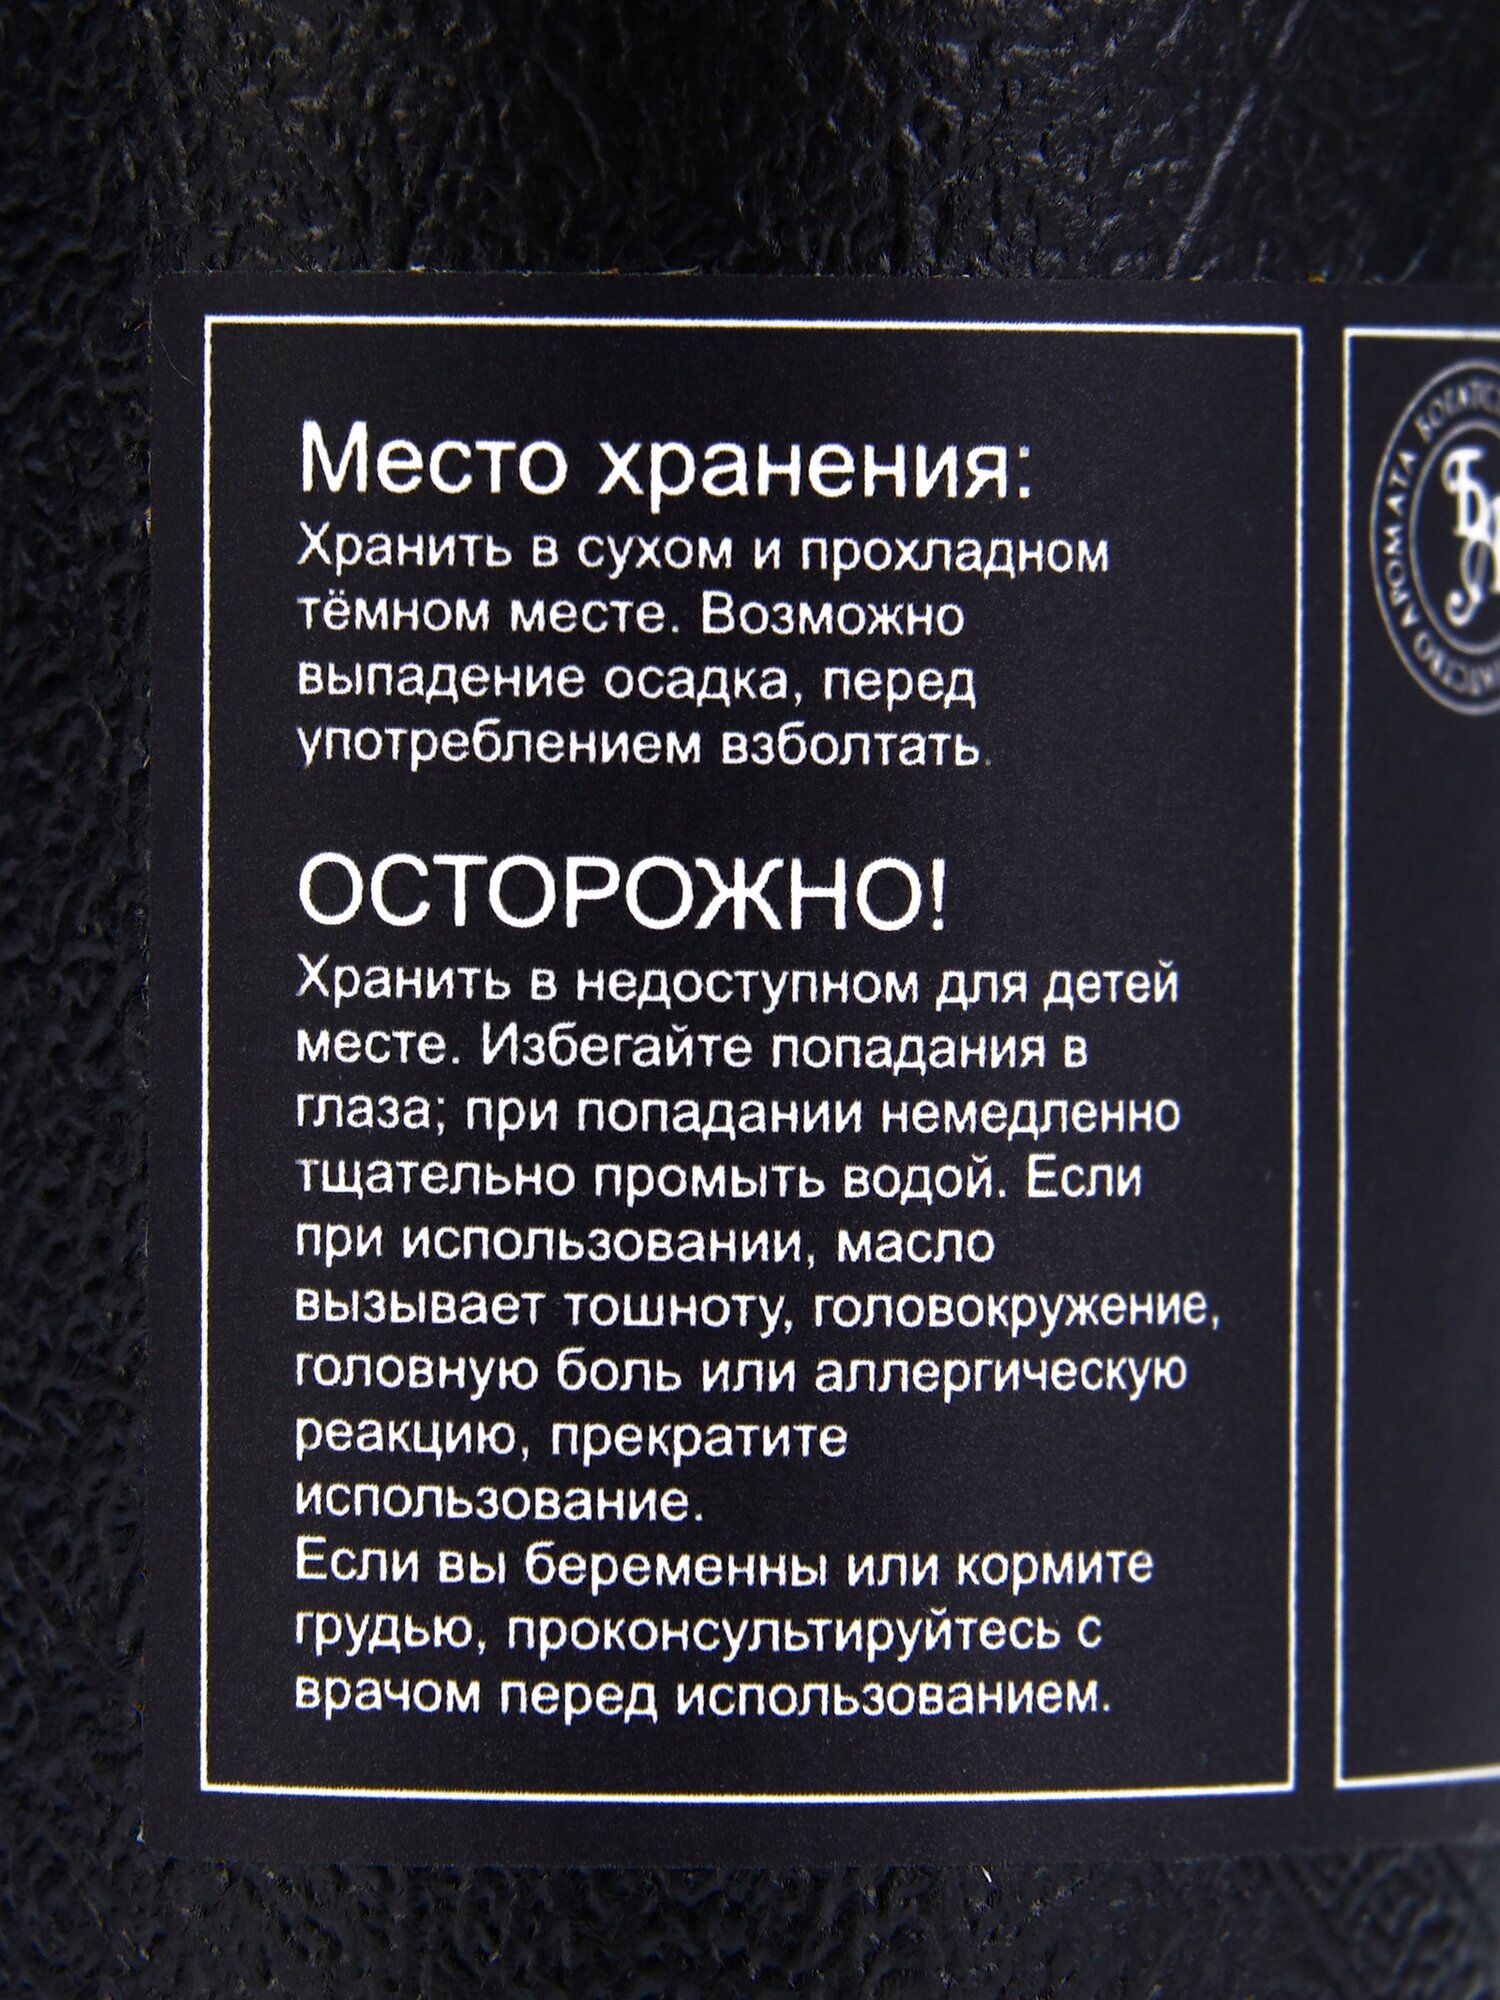 Место хранения:
Хранить в сухом и прохладном
тёмном месте. Возможно
выпадение осадка, перед
употреблением взболтать.
ОСТОРОЖНО!
Хранить в недоступном для детей
месте. Избегайте попадания в
глаза; при попадании немедленно
тщательно промыть водой. Если
при использовании, масло
вызывает тошноту, головокружение,
головную боль или аллергическую
реакцию, прекратите
использование.
Если вы беременны или кормите
грудью, проконсультируйтесь с
врачом перед использованием.
АРОМАТА